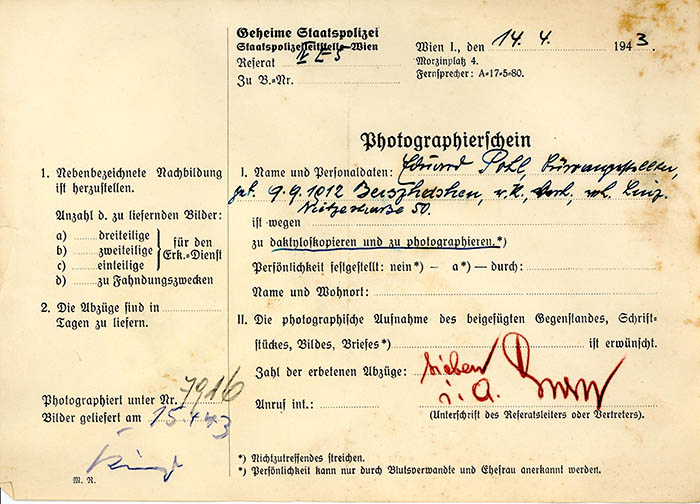 Geheime Staatspolizei
Staatspolizeileitstelle Wien
Referat IV
Zu B.=Nr.
Wien I., den 14. 4. 1943.
Morzinplatz 4.
Fernsprecher: A=17=5=80.
Photographierschein
1. Nebenbezeichnete Nachbildung
ist herzustellen.
Anzahl d. zu liefernden Bilder:
a) dreiteilige
b) zweiteilige
c) einteilige
für den
Erk.=Dienst
d) zu Fahndungszwecken
2. Die Abzüge sind in
Tagen zu liefern.
Photographiert unter Nr. 7916
Bilder geliefert am 15 4 43
M. R.
I. Name und Personaldaten: Eduard Pohl, Büroangestellter,
geb. 9.9.1912
50.
ist wegen
zu daktyloskopieren und zu photographieren.*)
Persönlichkeit festgestellt: nein*) – a*) – durch:
Name und Wohnort:
II. Die photographische Aufnahme des beigefügten Gegenstandes, Schrift=
stückes, Bildes, Briefes*) ist erwünscht.
Zahl der erbetenen Abzüge: sieben
Anruf int.: i. A.
(Unterschrift des Referatsleiters oder Vertreters).
*) Nichtzutreffendes streichen.
*) Persönlichkeit kann nur durch Blutsverwandte und Ehefrau anerkannt werden.